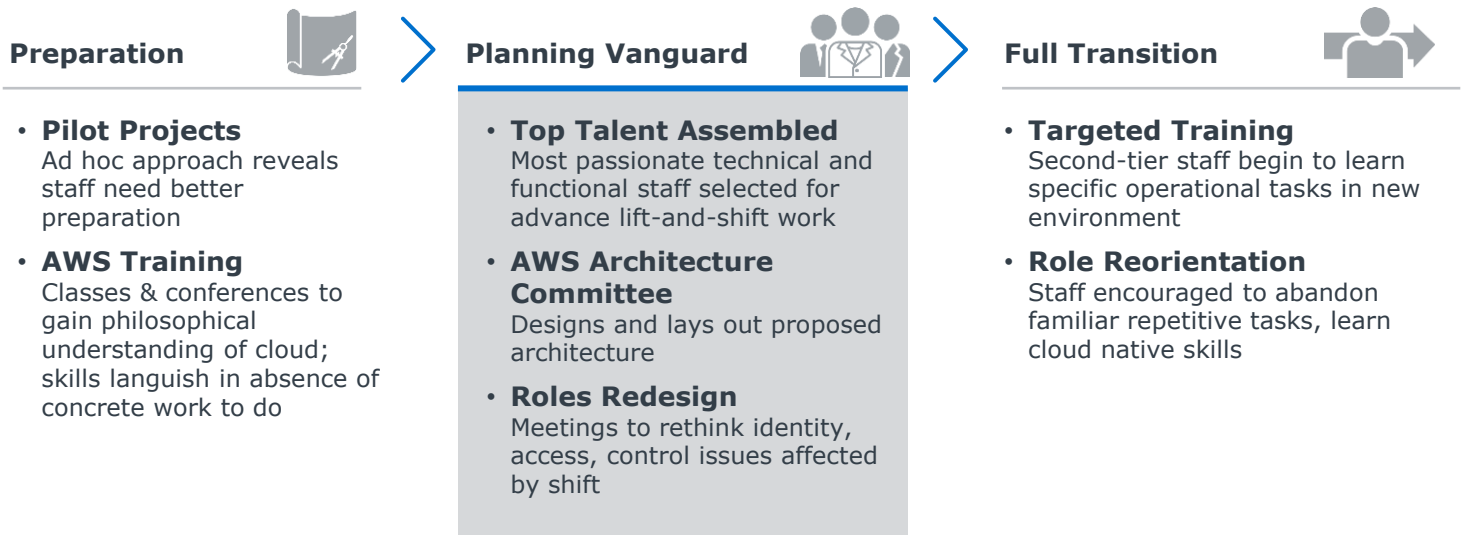 Preparation
• Pilot Projects
Ad hoc approach reveals
staff need better
preparation
• AWS Training
Classes & conferences to
gain philosophical
understanding of cloud;
skills languish in absence of
concrete work to do
Planning Vanguard
• Top Talent Assembled
Most passionate technical and
functional staff selected for
advance lift-and-shift work
• AWS Architecture
Committee
Designs and lays out proposed
architecture
• Roles Redesign
Meetings to rethink identity,
access, control issues affected
by shift
Full Transition
• Targeted Training
Second-tier staff begin to learn
specific operational tasks in new
environment
• Role Reorientation
Staff encouraged to abandon
familiar repetitive tasks, learn
cloud native skills